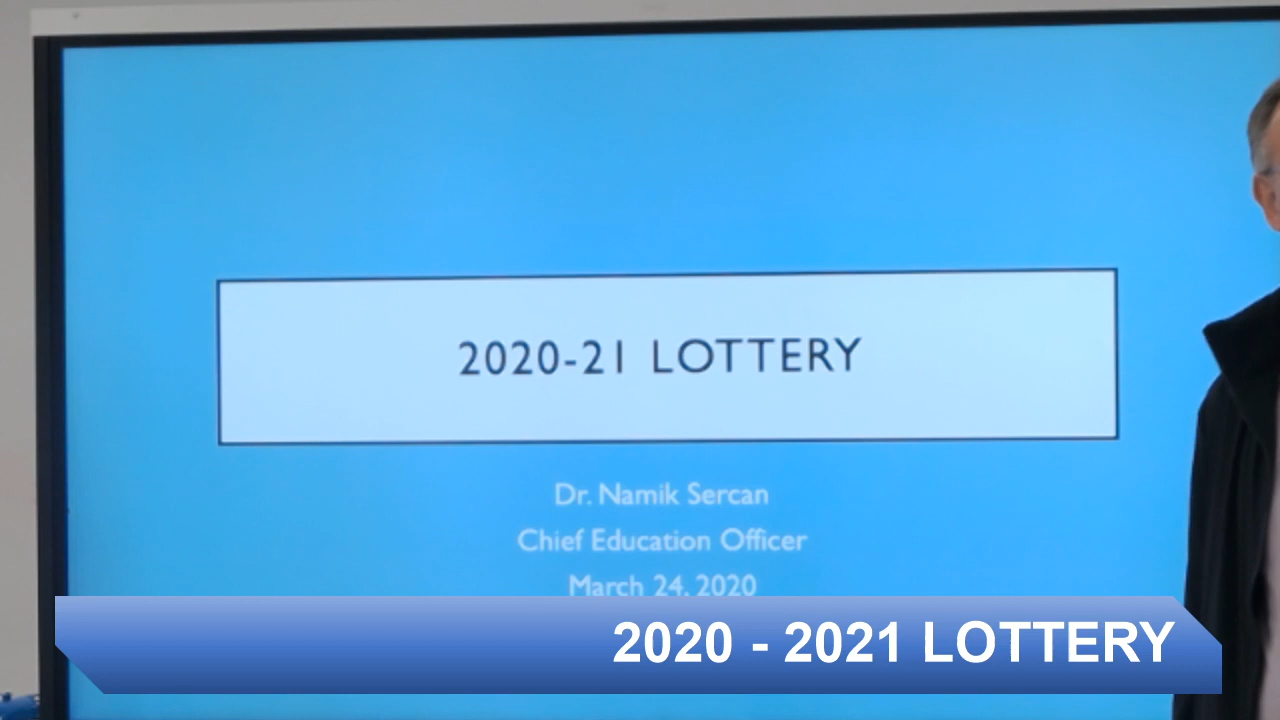 2020-21 LOTTERY
Dr. Namik Sercan
Chief Education Officer
March 24, 2020
2020 - 2021 LOTTERY